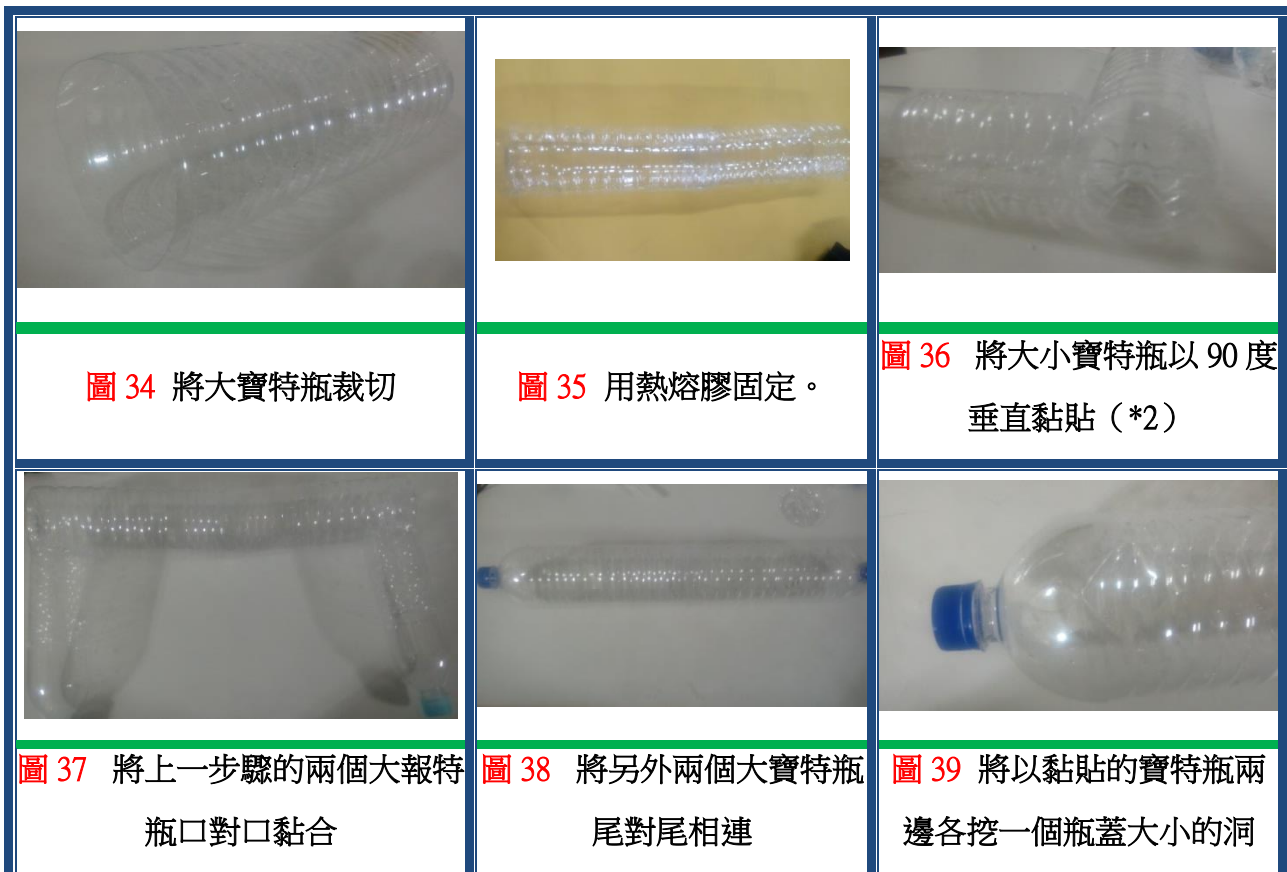 圖 34 將大寶特瓶裁切
圖 35 用熱熔膠固定。
圖 36 將大小寶特瓶以 90 度
垂直黏貼（*2）
圖 37 將上一步驟的兩個大報特
瓶口對口黏合
圖 38 將另外兩個大寶特瓶
尾對尾相連
圖 39 將以黏貼的寶特瓶兩
邊各挖一個瓶蓋大小的洞